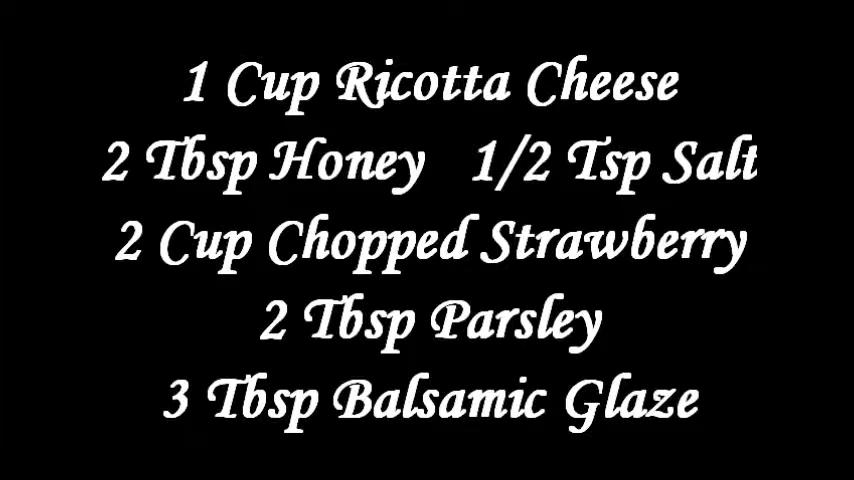 1 Cup Ricotta Cheese
2 Tbsp Honey   1/2 Tsp Salt
2 Cup Chopped Strawberry
2 Tbsp Parsley
3 Tbsp Balsamic Glaze